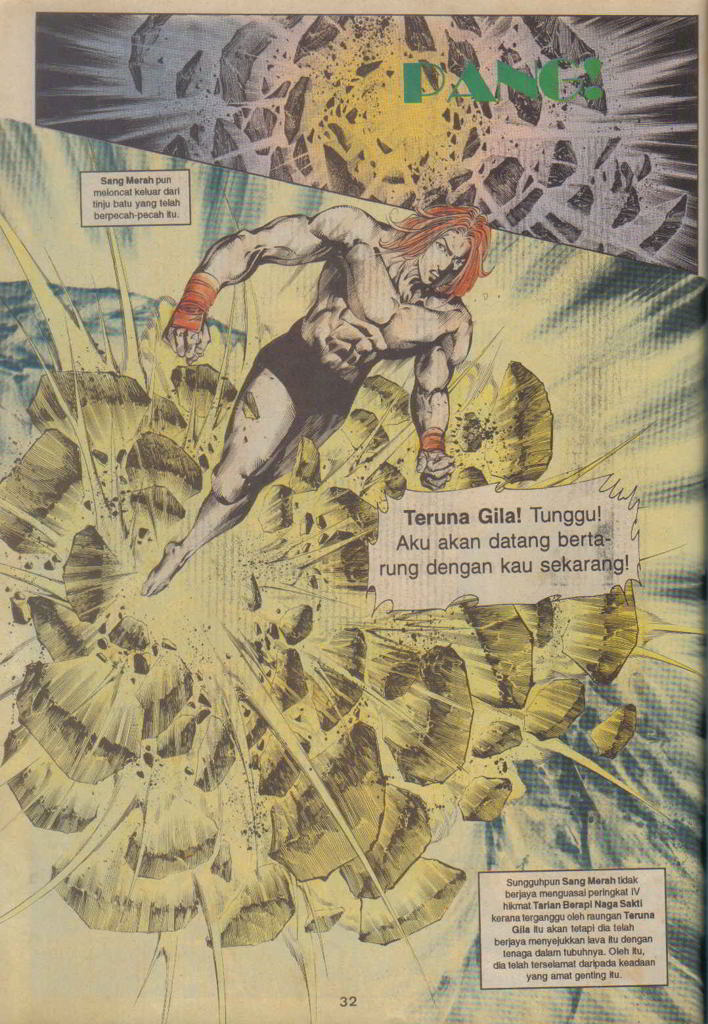 PANG!
Sang Merah pun
meloncat keluar dari
tinju batu yang telah
berpecah-pecah itu.
Teruna Gila! Tunggu!
Aku akan datang berta-
rung dengan kau sekarang!
Sungguhpun Sang Merah tidak
berjaya menguasai peringkat IV
hikmat Tarian Berapi Naga Sakti
kerana terganggu oleh raungan Teruna
Gila itu akan tetapi dia telah
berjaya menyejukkan lava itu dengan
tenaga dalam tubuhnya. Oleh itu,
dia telah terselamat daripada keadaan
yang amat genting itu.
32